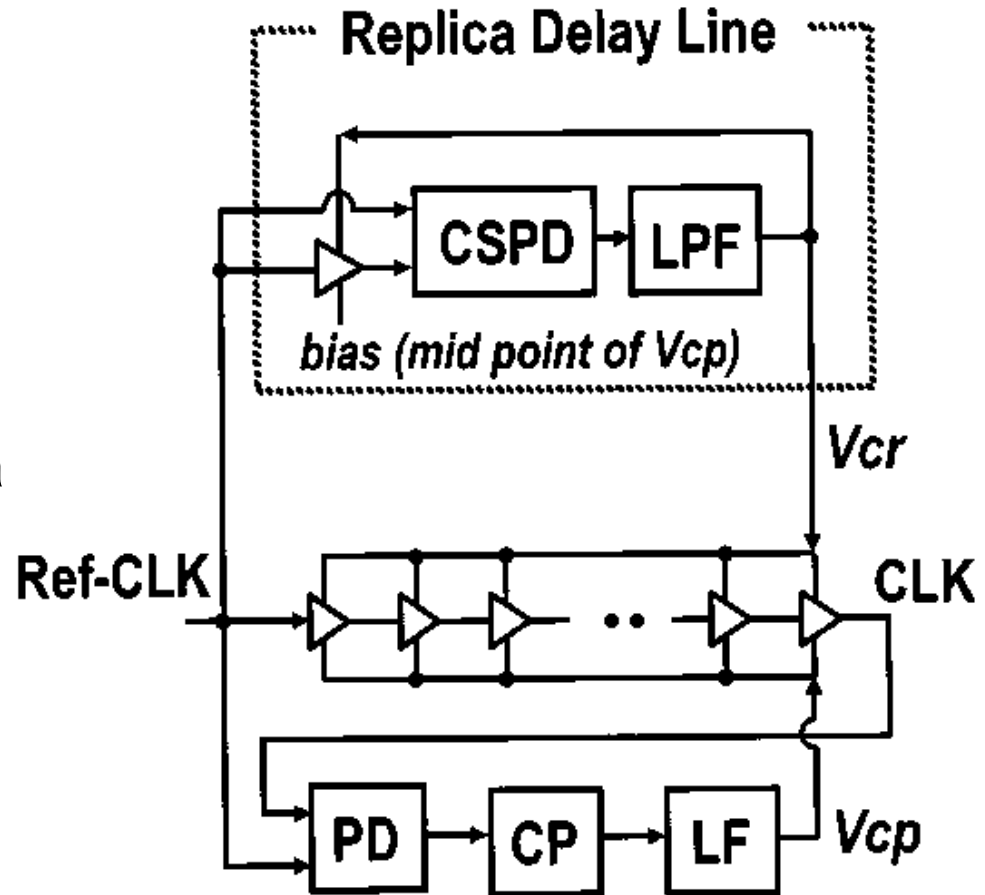 Replica Delay Line
CSPD
LPF
bias (mid point of Vcp)
Vcr
Ref-CLK
CLK
PD
CP
LF
Vcp